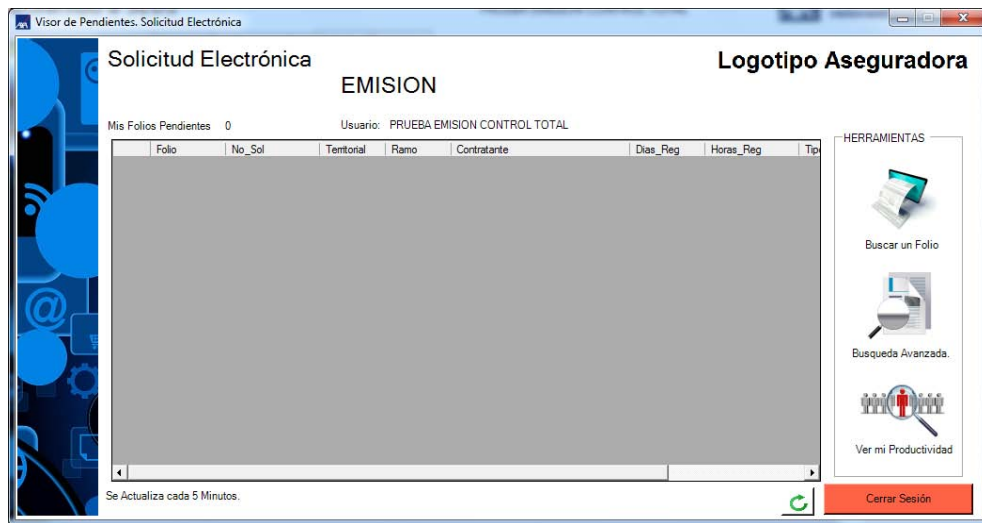 Visor de Pendientes. Solicitud Electrónica
Solicitud Electrónica
Logotipo Aseguradora
EMISION
Mis Folios Pendientes 0 Usuario: PRUEBA EMISION CONTROL TOTAL
HERRAMIENTAS
Folio No_Sol Territorial Ramo Contratante Dias_Reg Horas_Reg Tipo
Buscar un Folio
@
Busqueda Avanzada.
Ver mi Productividad
Se Actualiza cada 5 Minutos.
Cerrar Sesión